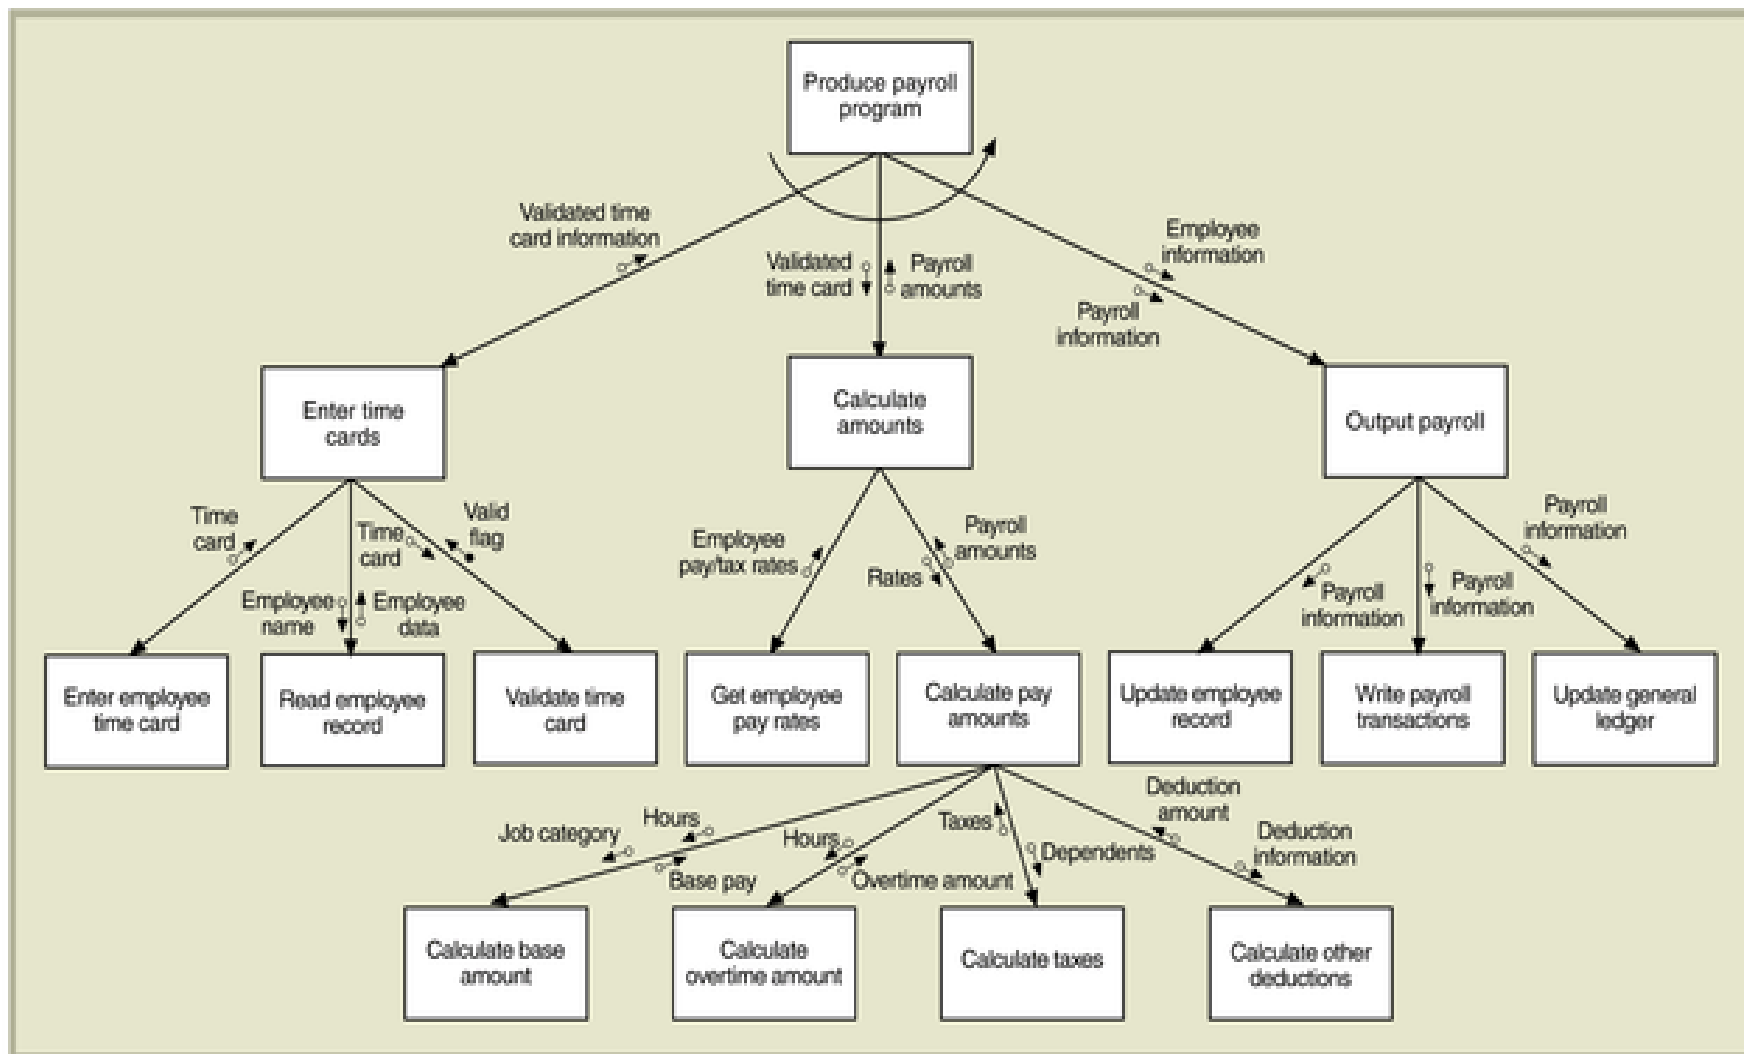 Produce payroll
program
Validated time
card information
Validated
time card
Payroll
amounts
Employee
information
Payroll
information
Enter time
cards
Calculate
amounts
Output payroll
Time
card
Time
card
Valid
flag
Employee
name
Employee
data
Employee
pay/tax rates
Payroll
amounts
Rates
Payroll
information
Payroll
information
Payroll
information
Enter employee
time card
Read employee
record
Validate time
card
Get employee
pay rates
Calculate pay
amounts
Update employee
record
Write payroll
transactions
Update general
ledger
Job category
Hours
Base pay
Hours
Overtime amount
Taxes
Dependents
Deduction
amount
Deduction
information
Calculate base
amount
Calculate
overtime amount
Calculate taxes
Calculate other
deductions